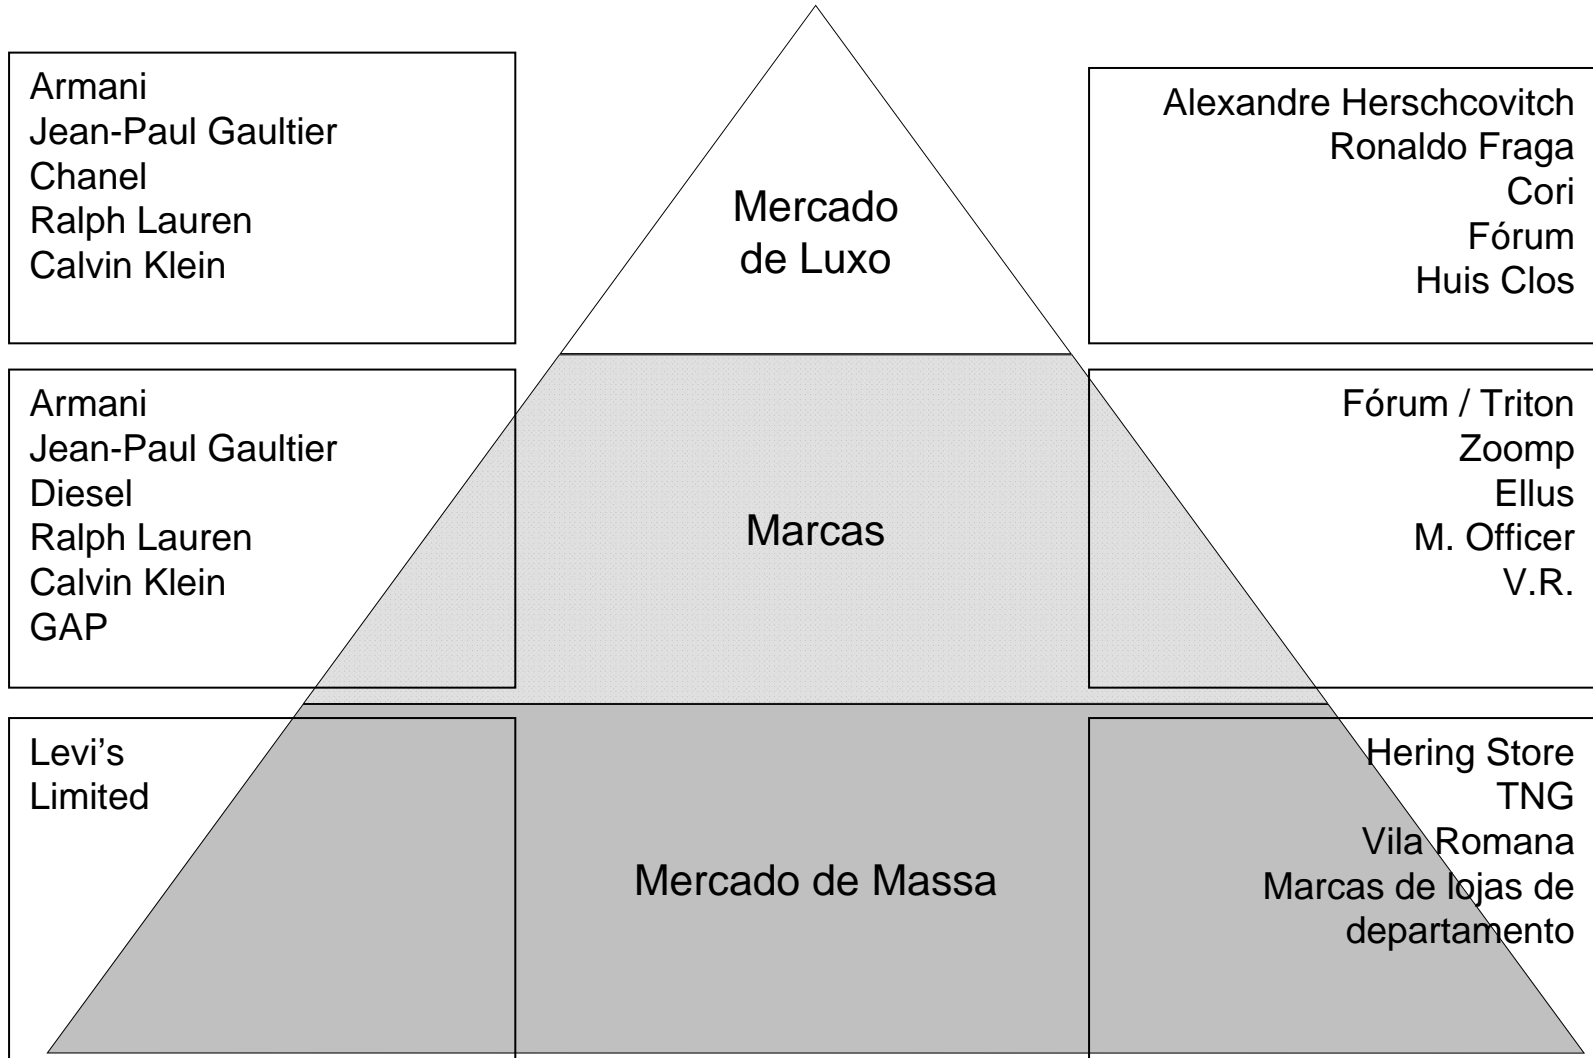 Armani
Jean-Paul Gaultier
Chanel
Ralph Lauren
Calvin Klein
Mercado
de Luxo
Alexandre Herschcovitch
Ronaldo Fraga
Cori
Fórum
Huis Clos
Armani
Jean-Paul Gaultier
Diesel
Ralph Lauren
Calvin Klein
GAP
Marcas
Fórum / Triton
Zoomp
Ellus
M. Officer
V.R.
Levi’s
Limited
Mercado de Massa
Hering Store
TNG
Vila Romana
Marcas de lojas de
departamento